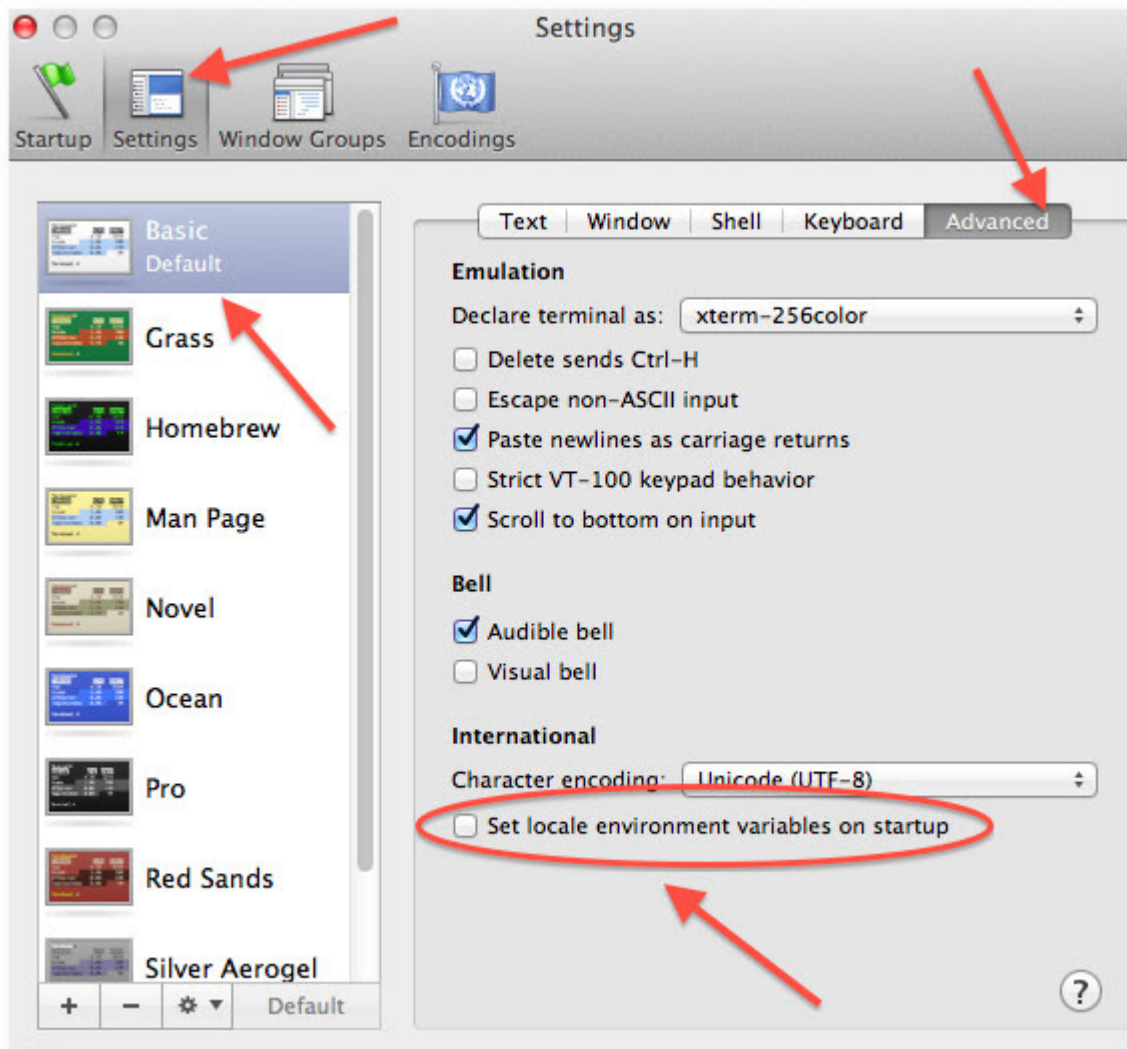 Settings
Startup Settings Window Groups Encodings
Basic
Default
Grass
Homebrew
Man Page
Novel
Ocean
Pro
Red Sands
Silver Aerogel
+ − Default
Text Window Shell Keyboard Advanced
Emulation
Declare terminal as: xterm-256color
Delete sends Ctrl-H
Escape non-ASCII input
Paste newlines as carriage returns
Strict VT-100 keypad behavior
Scroll to bottom on input
Bell
Audible bell
Visual bell
International
Character encoding: Unicode (UTF-8)
Set locale environment variables on startup
?